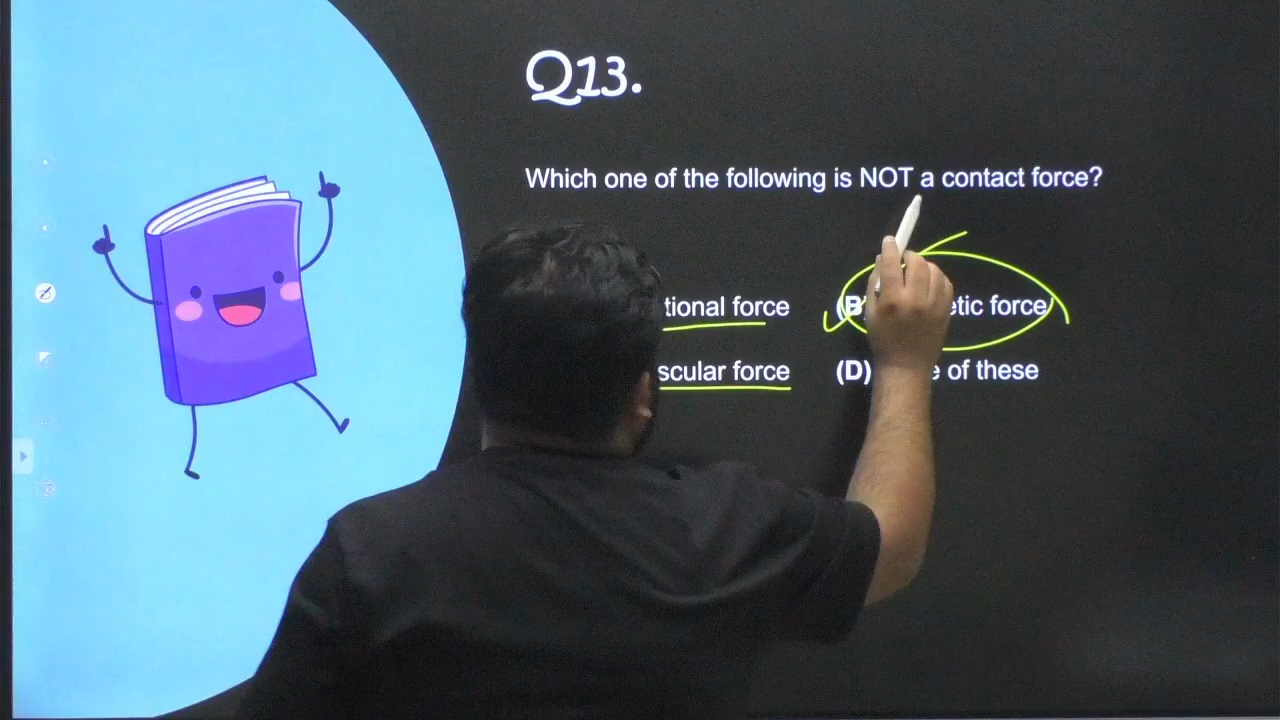 Q13.
Which one of the following is NOT a contact force?
tional force (B) etic force
scular force (D) e of these